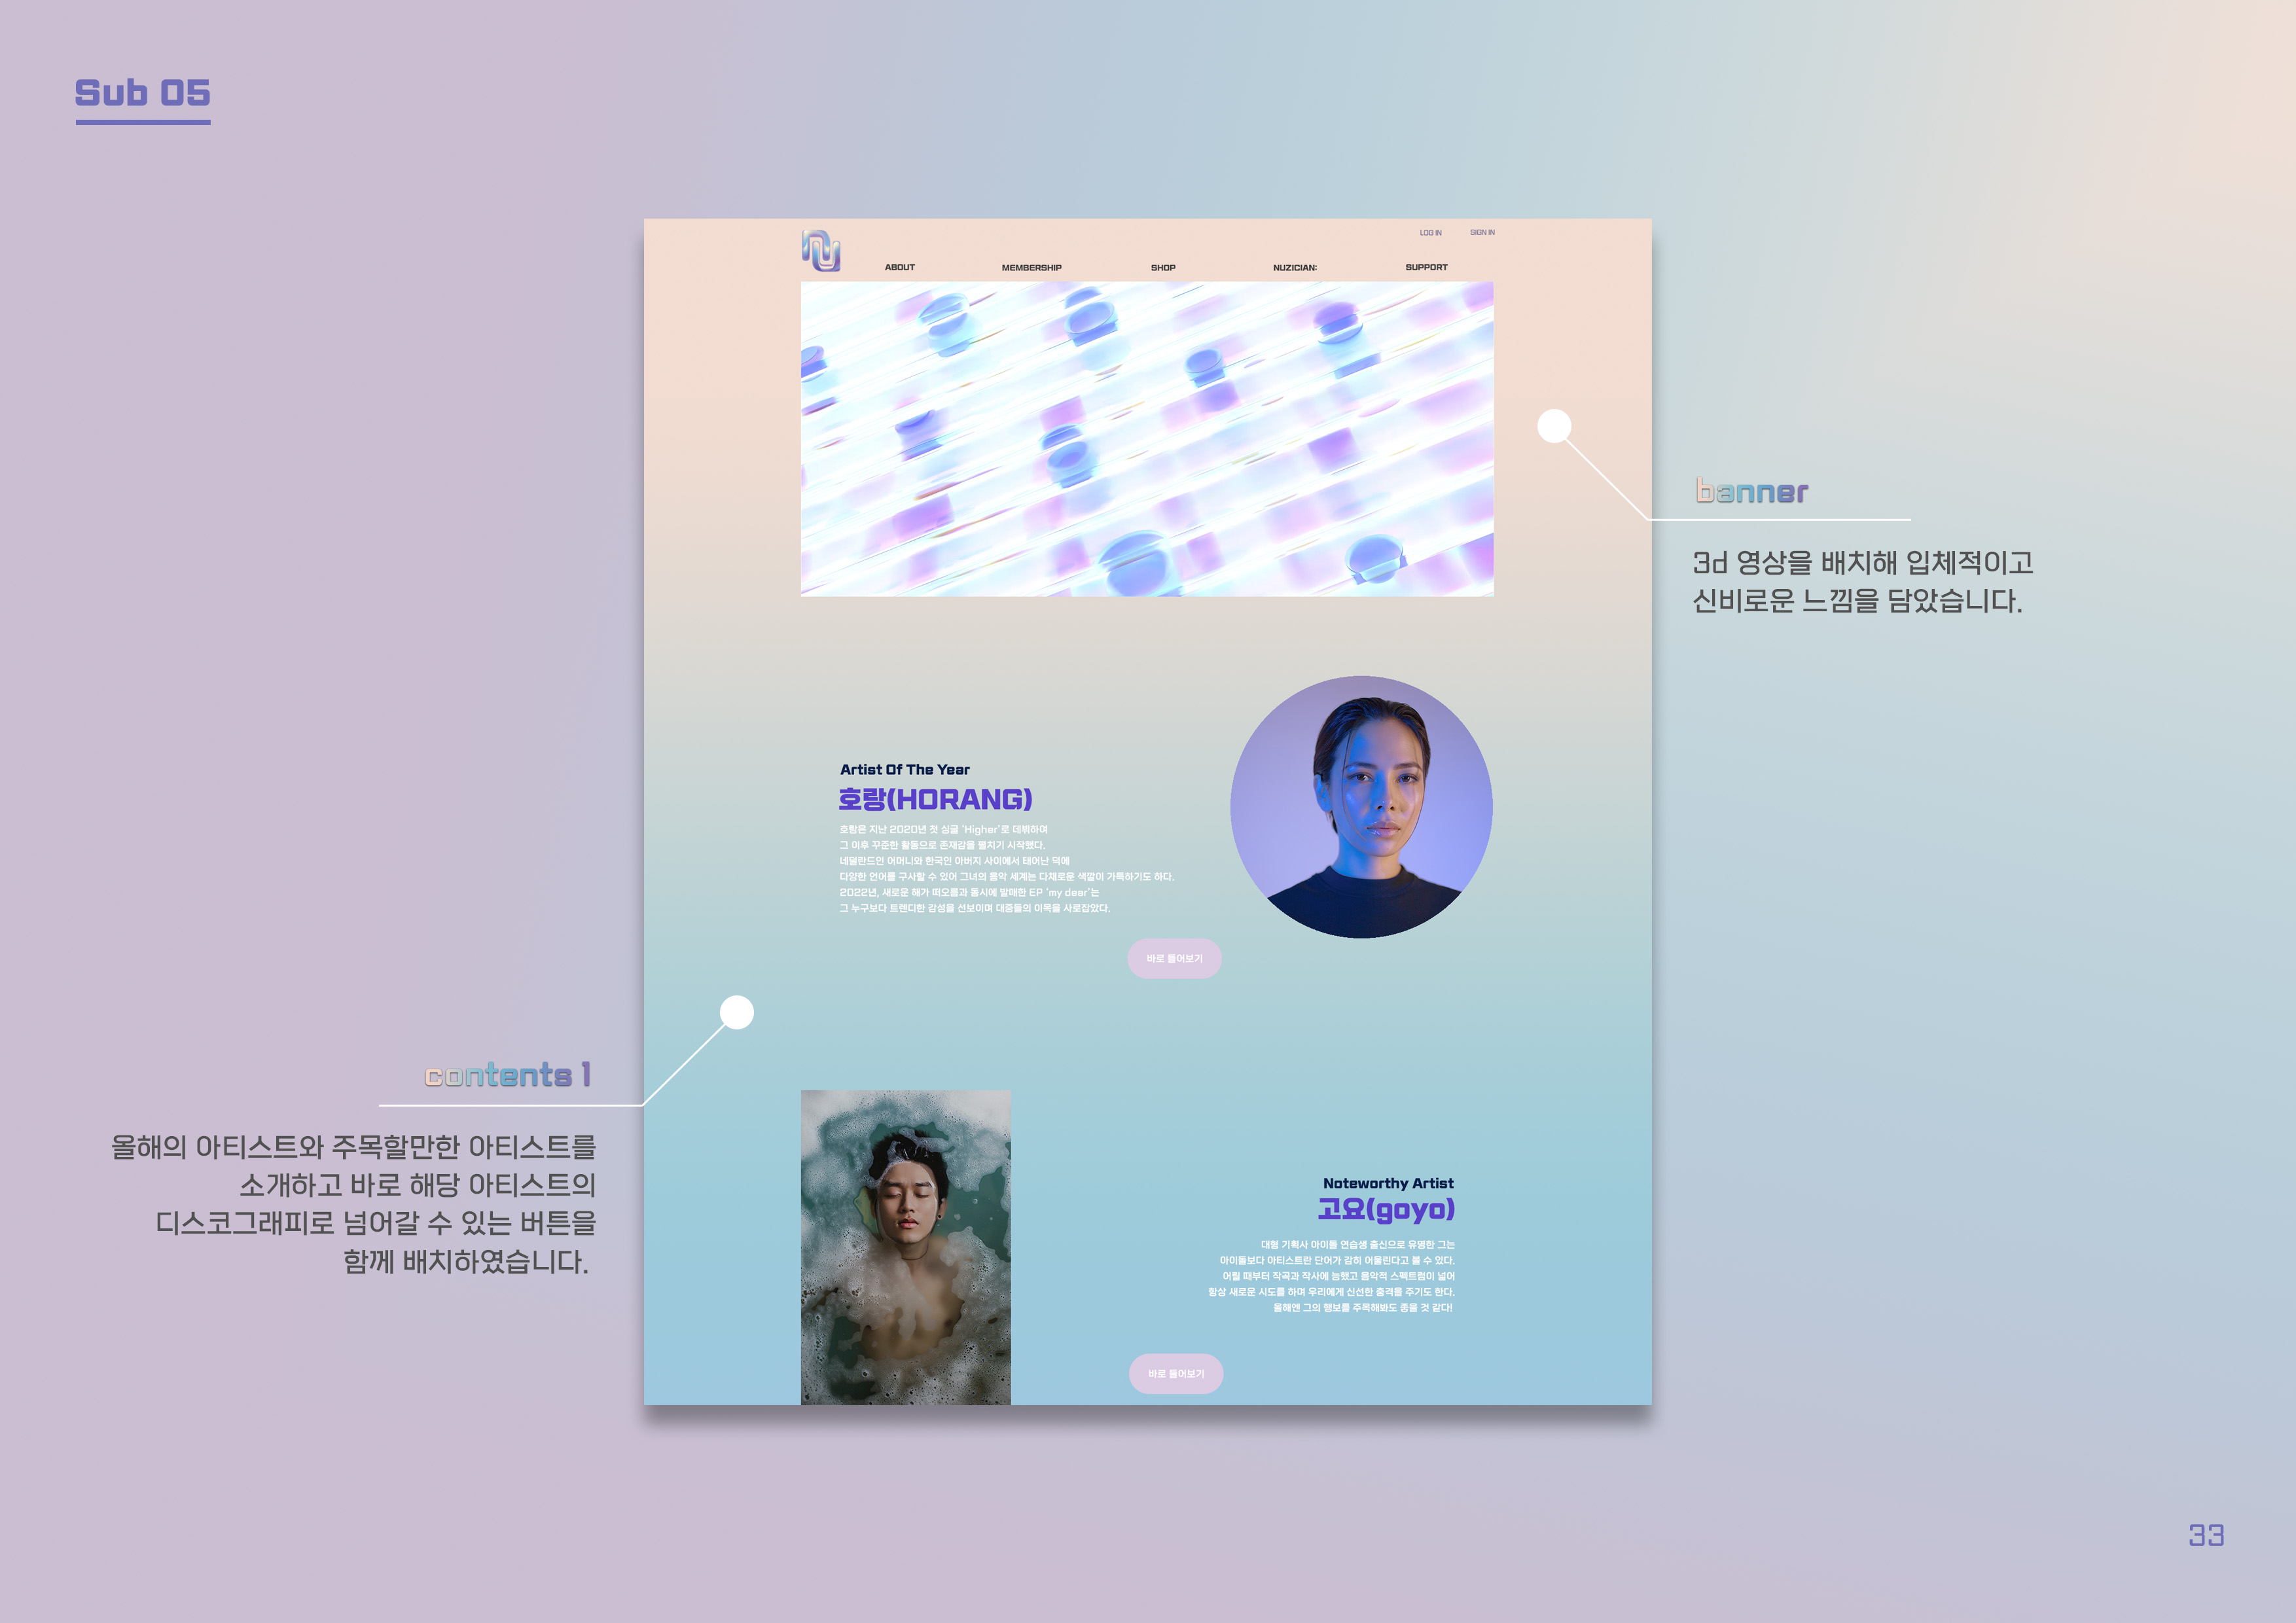 Sub 05
LOG IN
SIGN IN
ABOUT
MEMBERSHIP
SHOP
NUZICIAN:
SUPPORT
banner
3d 영상을 배치해 입체적이고
신비로운 느낌을 담았습니다.
Artist Of The Year
호랑(HORANG)
호랑은 지난 2020년 첫 싱글 'Higher'로 데뷔하여
그 이후 꾸준한 활동으로 존재감을 펼치기 시작했다.
네덜란드인 어머니와 한국인 아버지 사이에서 태어난 덕에
다양한 언어를 구사할 수 있어 그녀의 음악 세계는 다채로운 색깔이 가득하기도 하다.
2022년, 새로운 해가 떠오름과 동시에 발매한 EP 'my dear'는
그 누구보다 트렌디한 감성을 선보이며 대중들의 이목을 사로잡았다.
바로 들어보기
contents 1
올해의 아티스트와 주목할만한 아티스트를
소개하고 바로 해당 아티스트의
디스코그래피로 넘어갈 수 있는 버튼을
함께 배치하였습니다.
Noteworthy Artist
고요(goyo)
대형 기획사 아이돌 연습생 출신으로 유명한 그는
아이돌보다 아티스트란 단어가 감히 어울린다고 볼 수 있다.
어릴 때부터 작곡과 작사에 능했고 음악적 스펙트럼이 넓어
항상 새로운 시도를 하며 우리에게 신선한 충격을 주기도 한다.
올해엔 그의 행보를 주목해봐도 좋을 것 같다!
바로 들어보기
33